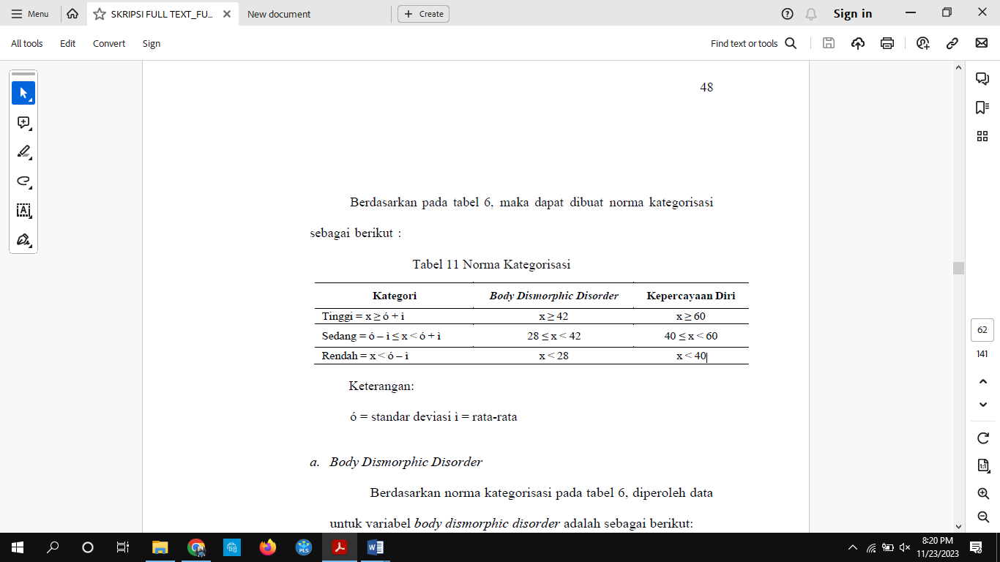 Menu
SKRIPSI FULL TEXT_FU...
New document
Create
Sign in
All tools
Edit
Convert
Sign
Find text or tools
48
Berdasarkan pada tabel 6, maka dapat dibuat norma kategorisasi
sebagai berikut :
Tabel 11 Norma Kategorisasi
Kategori Body Dismorphic Disorder Kepercayaan Diri
Tinggi = x ≥ ó + ì x ≥ 42 x ≥ 60
Sedang = ó – ì ≤ x < ó + ì 28 ≤ x < 42 40 ≤ x < 60
Rendah = x < ó – ì x < 28 x < 40
Keterangan:
ó = standar deviasi ì = rata-rata
a. Body Dismorphic Disorder
Berdasarkan norma kategorisasi pada tabel 6, diperoleh data
untuk variabel body dismorphic disorder adalah sebagai berikut:
62
141
1:1
PLS
8:20 PM
11/23/2023